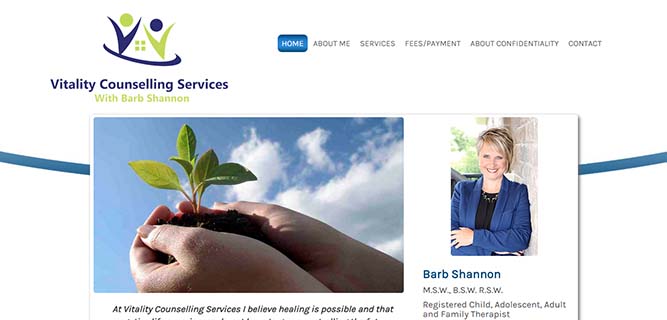 HOME ABOUT ME SERVICES FEES/PAYMENT ABOUT CONFIDENTIALITY CONTACT
Vitality Counselling Services
With Barb Shannon
Barb Shannon
M.S.W., B.S.W. R.S.W.
Registered Child, Adolescent, Adult
and Family Therapist
At Vitality Counselling Services I believe healing is possible and that